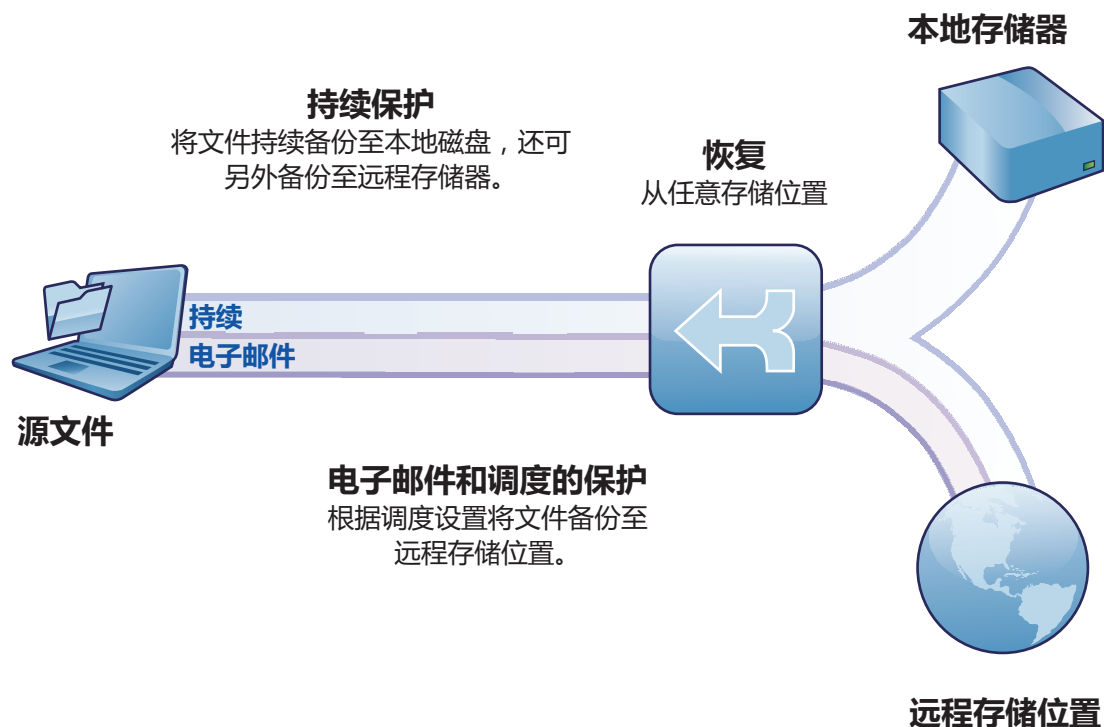 本地存储器
持续保护
将文件持续备份至本地磁盘，还可
另外备份至远程存储器。
恢复
从任意存储位置
持续
电子邮件
源文件
电子邮件和调度的保护
根据调度设置将文件备份至
远程存储位置。
远程存储位置